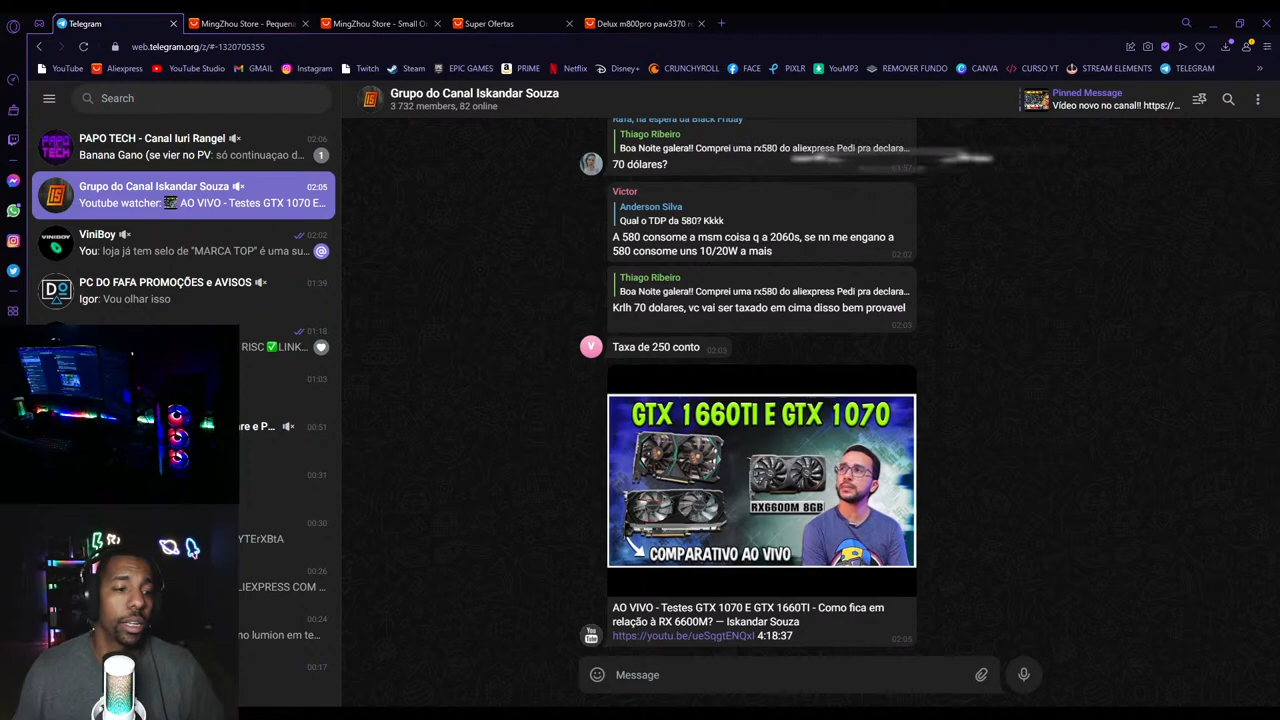 Telegram
MingZhou Store - Pequena
MingZhou Store - Small O
Super Ofertas
Delux m800pro paw3370 r
web.telegram.org/z/#-1320705355
YouTube
Aliexpress
YouTube Studio
GMAIL
Instagram
Twitch
Steam
EPIC GAMES
PRIME
Netflix
Disney+
CRUNCHYROLL
FACE
PIXLR
YouMP3
REMOVER FUNDO
CANVA
CURSO YT
STREAM ELEMENTS
TELEGRAM
Search
Grupo do Canal Iskandar Souza
3 732 members, 82 online
Pinned Message
Vídeo novo no canal!! https:/...
PAPO TECH - Canal Iuri Rangel
02:06
Banana Gano (se vier no PV: só continuaçao d...
1
Grupo do Canal Iskandar Souza
02:05
Youtube watcher: AO VIVO - Testes GTX 1070 E...
ViniBoy
02:02
You: loja já tem selo de "MARCA TOP" é uma su...
PC DO FAFA PROMOÇÕES e AVISOS
01:39
Igor: Vou olhar isso
01:18
RISC LINK...
01:03
are e P...
00:51
00:31
00:30
YTErXBtA
00:26
LIEXPRESS COM ...
00:24
no lumion em te...
00:17
Rafa, na espera da Black Friday
Thiago Ribeiro
Boa Noite galera!! Comprei uma rx580 do aliexpress Pedi pra declara...
70 dólares?
01:57
Victor
Anderson Silva
Qual o TDP da 580? Kkkk
A 580 consome a msm coisa q a 2060s, se nn me engano a
580 consome uns 10/20W a mais
02:02
Thiago Ribeiro
Boa Noite galera!! Comprei uma rx580 do aliexpress Pedi pra declara...
Krlh 70 dolares, vc vai ser taxado em cima disso bem provavel
02:03
V
Taxa de 250 conto
02:03
GTX 1660TI E GTX 1070
RX6600M 8GB
COMPARATIVO AO VIVO
AO VIVO - Testes GTX 1070 E GTX 1660TI - Como fica em
relação à RX 6600M? — Iskandar Souza
https://youtu.be/ueSqgtENQxI 4:18:37
02:05
Message